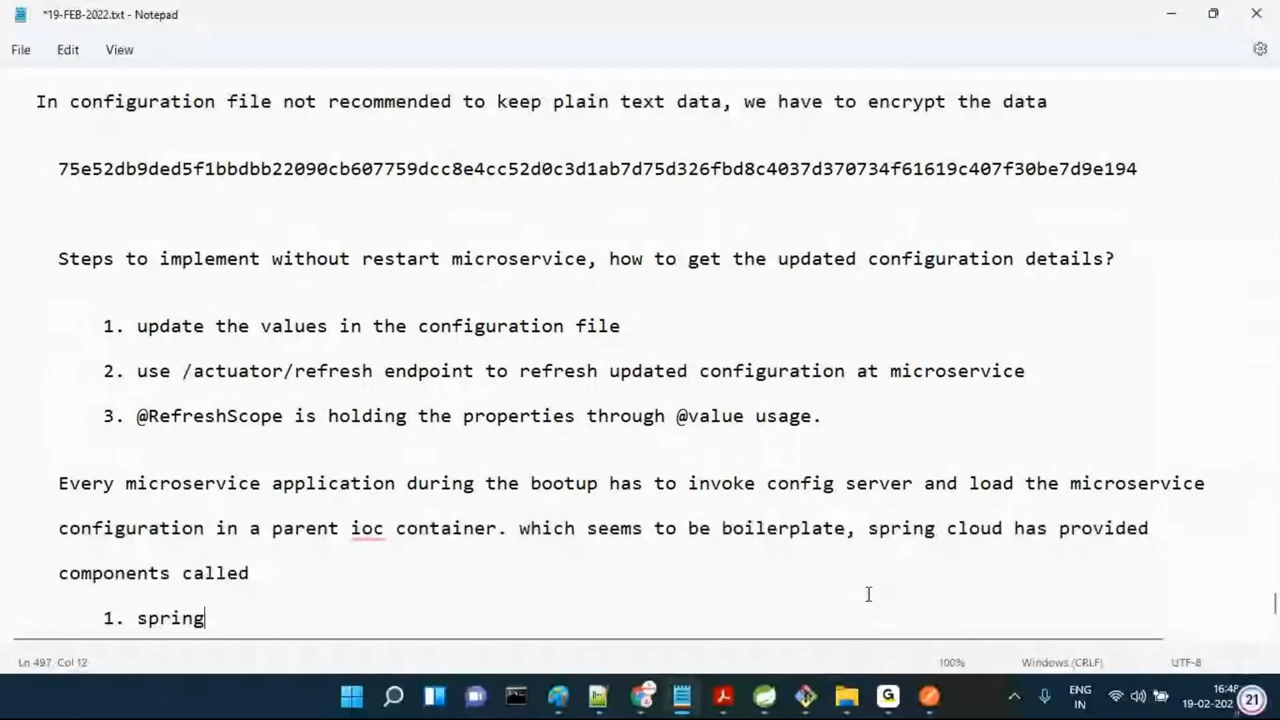 *19-FEB-2022.txt - Notepad
File Edit View
In configuration file not recommended to keep plain text data, we have to encrypt the data
75e52db9ded5f1bbdbb22090cb607759dcc8e4cc52d0c3d1ab7d75d326fbd8c4037d370734f61619c407f30be7d9e194
Steps to implement without restart microservice, how to get the updated configuration details?
1. update the values in the configuration file
2. use /actuator/refresh endpoint to refresh updated configuration at microservice
3. @RefreshScope is holding the properties through @value usage.
Every microservice application during the bootup has to invoke config server and load the microservice
configuration in a parent ioc container. which seems to be boilerplate, spring cloud has provided
components called
1. spring
Ln 497, Col 12 100% Windows (CRLF) UTF-8
ENG 16:48
IN 19-02-202 21